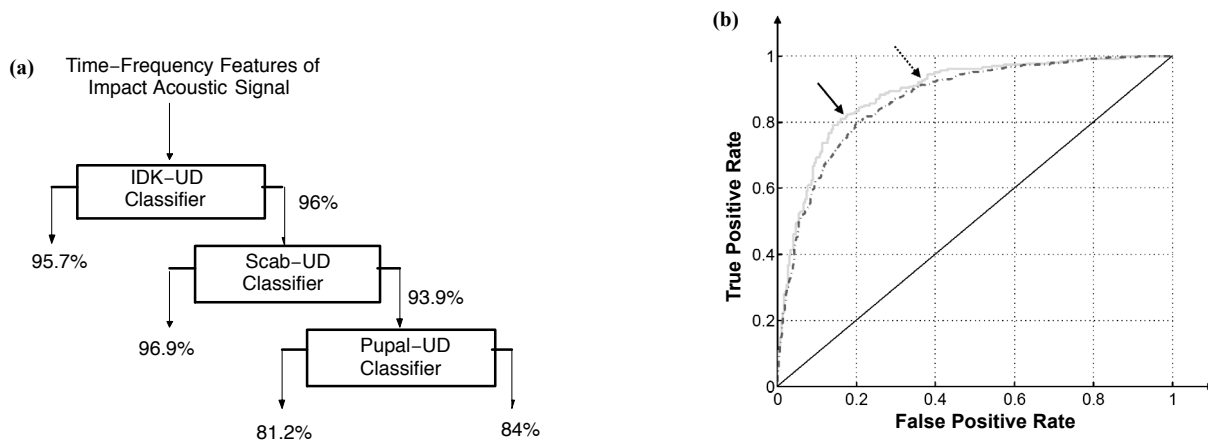 (a)
Time–Frequency Features of
Impact Acoustic Signal
IDK–UD
Classifier
96%
95.7%
Scab–UD
Classifier
93.9%
96.9%
Pupal–UD
Classifier
81.2%
84%
(b)
True Positive Rate
1
0.8
0.6
0.4
0.2
0
0 0.2 0.4 0.6 0.8 1
False Positive Rate